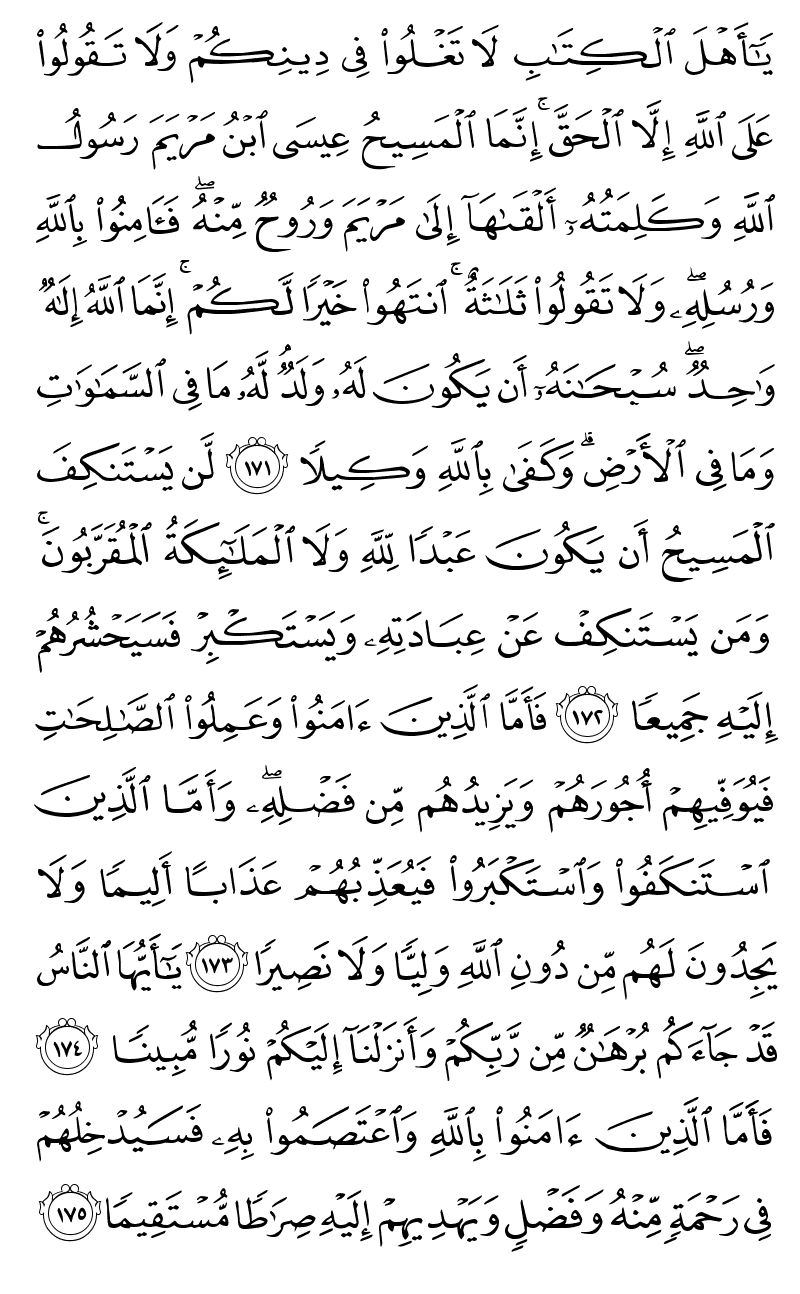 يَٰٓأَهۡلَ ٱلۡكِتَٰبِ لَا تَغۡلُواْ فِي دِينِكُمۡ وَلَا تَقُولُواْ
عَلَى ٱللَّهِ إِلَّا ٱلۡحَقَّۚ إِنَّمَا ٱلۡمَسِيحُ عِيسَى ٱبۡنُ مَرۡيَمَ رَسُولُ
ٱللَّهِ وَكَلِمَتُهُۥٓ أَلۡقَىٰهَآ إِلَىٰ مَرۡيَمَ وَرُوحٞ مِّنۡهُۖ فَـَٔامِنُواْ بِٱللَّهِ
وَرُسُلِهِۦۖ وَلَا تَقُولُواْ ثَلَٰثَةٌۚ ٱنتَهُواْ خَيۡرٗا لَّكُمۡۚ إِنَّمَا ٱللَّهُ إِلَٰهٞ
وَٰحِدٞۖ سُبۡحَٰنَهُۥٓ أَن يَكُونَ لَهُۥ وَلَدٞۘ لَّهُۥ مَا فِي ٱلسَّمَٰوَٰتِ
وَمَا فِي ٱلۡأَرۡضِۗ وَكَفَىٰ بِٱللَّهِ وَكِيلٗا ١٧١ لَّن يَسۡتَنكِفَ
ٱلۡمَسِيحُ أَن يَكُونَ عَبۡدٗا لِّلَّهِ وَلَا ٱلۡمَلَٰٓئِكَةُ ٱلۡمُقَرَّبُونَۚ
وَمَن يَسۡتَنكِفۡ عَنۡ عِبَادَتِهِۦ وَيَسۡتَكۡبِرۡ فَسَيَحۡشُرُهُمۡ
إِلَيۡهِ جَمِيعٗا ١٧٢ فَأَمَّا ٱلَّذِينَ ءَامَنُواْ وَعَمِلُواْ ٱلصَّٰلِحَٰتِ
فَيُوَفِّيهِمۡ أُجُورَهُمۡ وَيَزِيدُهُم مِّن فَضۡلِهِۦۖ وَأَمَّا ٱلَّذِينَ
ٱسۡتَنكَفُواْ وَٱسۡتَكۡبَرُواْ فَيُعَذِّبُهُمۡ عَذَابًا أَلِيمٗا وَلَا
يَجِدُونَ لَهُم مِّن دُونِ ٱللَّهِ وَلِيّٗا وَلَا نَصِيرٗا ١٧٣ يَٰٓأَيُّهَا ٱلنَّاسُ
قَدۡ جَآءَكُم بُرۡهَٰنٞ مِّن رَّبِّكُمۡ وَأَنزَلۡنَآ إِلَيۡكُمۡ نُورٗا مُّبِينٗا ١٧٤
فَأَمَّا ٱلَّذِينَ ءَامَنُواْ بِٱللَّهِ وَٱعۡتَصَمُواْ بِهِۦ فَسَيُدۡخِلُهُمۡ
فِي رَحۡمَةٖ مِّنۡهُ وَفَضۡلٖ وَيَهۡدِيهِمۡ إِلَيۡهِ صِرَٰطٗا مُّسۡتَقِيمٗا ١٧٥